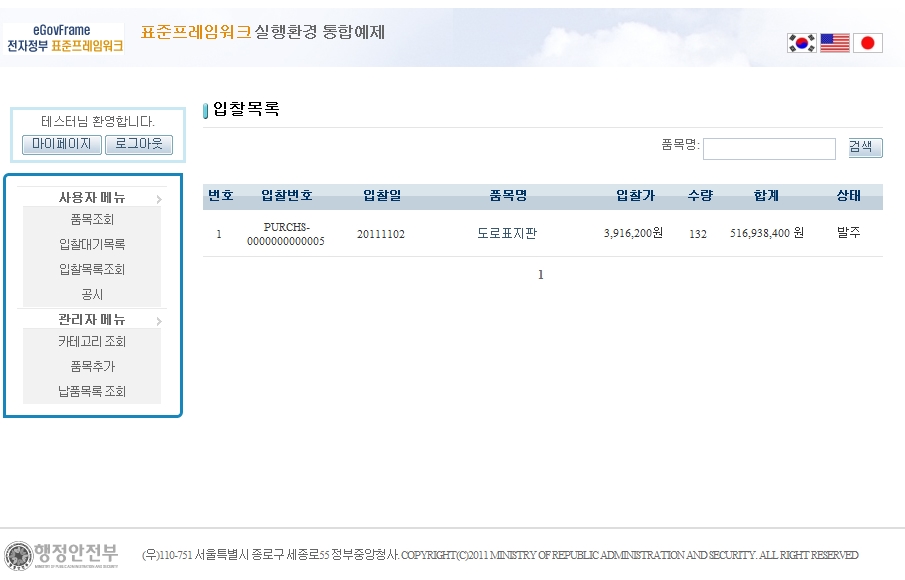 eGovFrame
전자정부 표준프레임워크
표준프레임워크 실행환경 통합예제
테스터님 환영합니다.
마이페이지 로그아웃
사용자 메뉴
품목조회
입찰대기목록
입찰목록조회
공시
관리자 메뉴
카테고리 조회
품목추가
납품목록 조회
입찰목록
품목명: 검색
번호 입찰번호 입찰일 품목명 입찰가 수량 합계 상태
1 PURCHS-0000000000005 20111102 도로표지판 3,916,200원 132 516,938,400 원 발주
1
행정안전부
MINISTRY OF PUBLIC ADMINISTRATION AND SECURITY
(우)110-751 서울특별시 종로구 세종로55 정부중앙청사. COPYRIGHT(C)2011 MINISTRY OF REPUBLIC ADMINISTRATION AND SECURITY. ALL RIGHT RESERVED